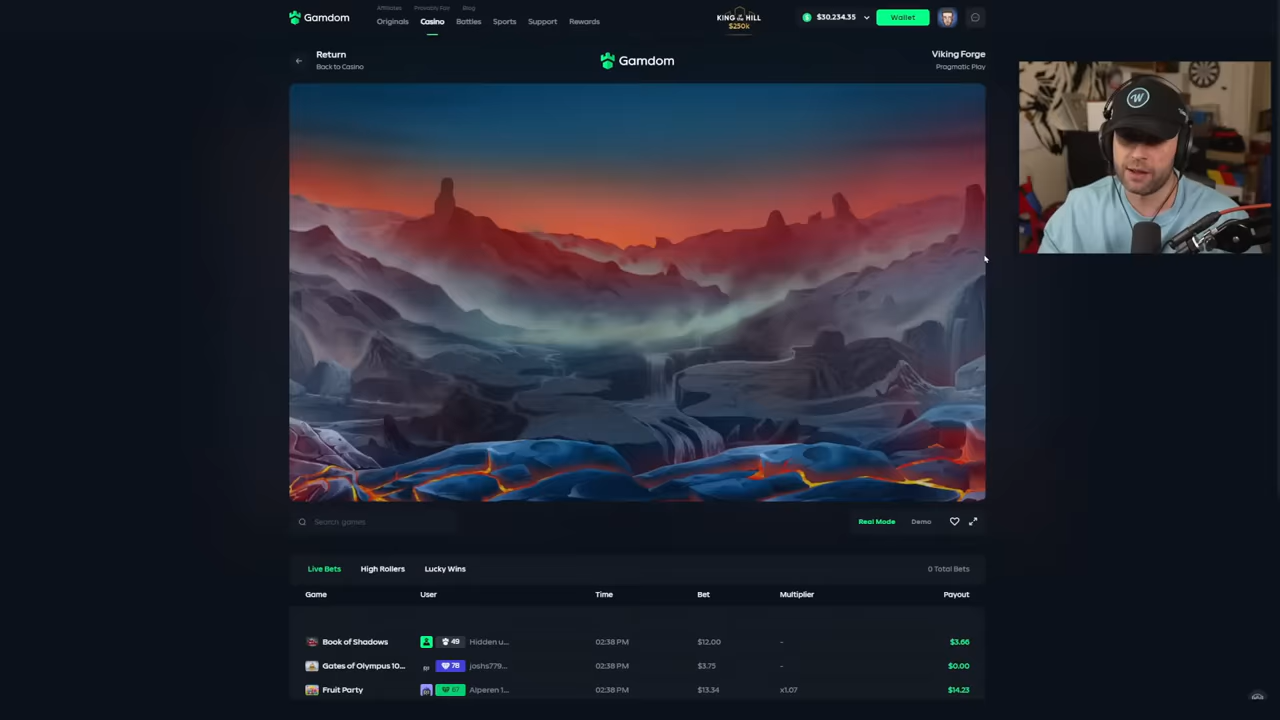 Gamdom
Affiliates Provably Fair Blog
Originals Casino Battles Sports Support Rewards
KING OF THE HILL
$250k
$30,234.35
Wallet
Return
Back to Casino
Gamdom
Viking Forge
Pragmatic Play
W
Search games
Real Mode Demo
Live Bets High Rollers Lucky Wins 0 Total Bets
Game User Time Bet Multiplier Payout
Book of Shadows 49 Hidden u... 02:38 PM $12.00 - $3.66
Gates of Olympus 10... 78 joshs779... 02:38 PM $3.75 - $0.00
Fruit Party 67 Alperen 1... 02:38 PM $13.34 x1.07 $14.23